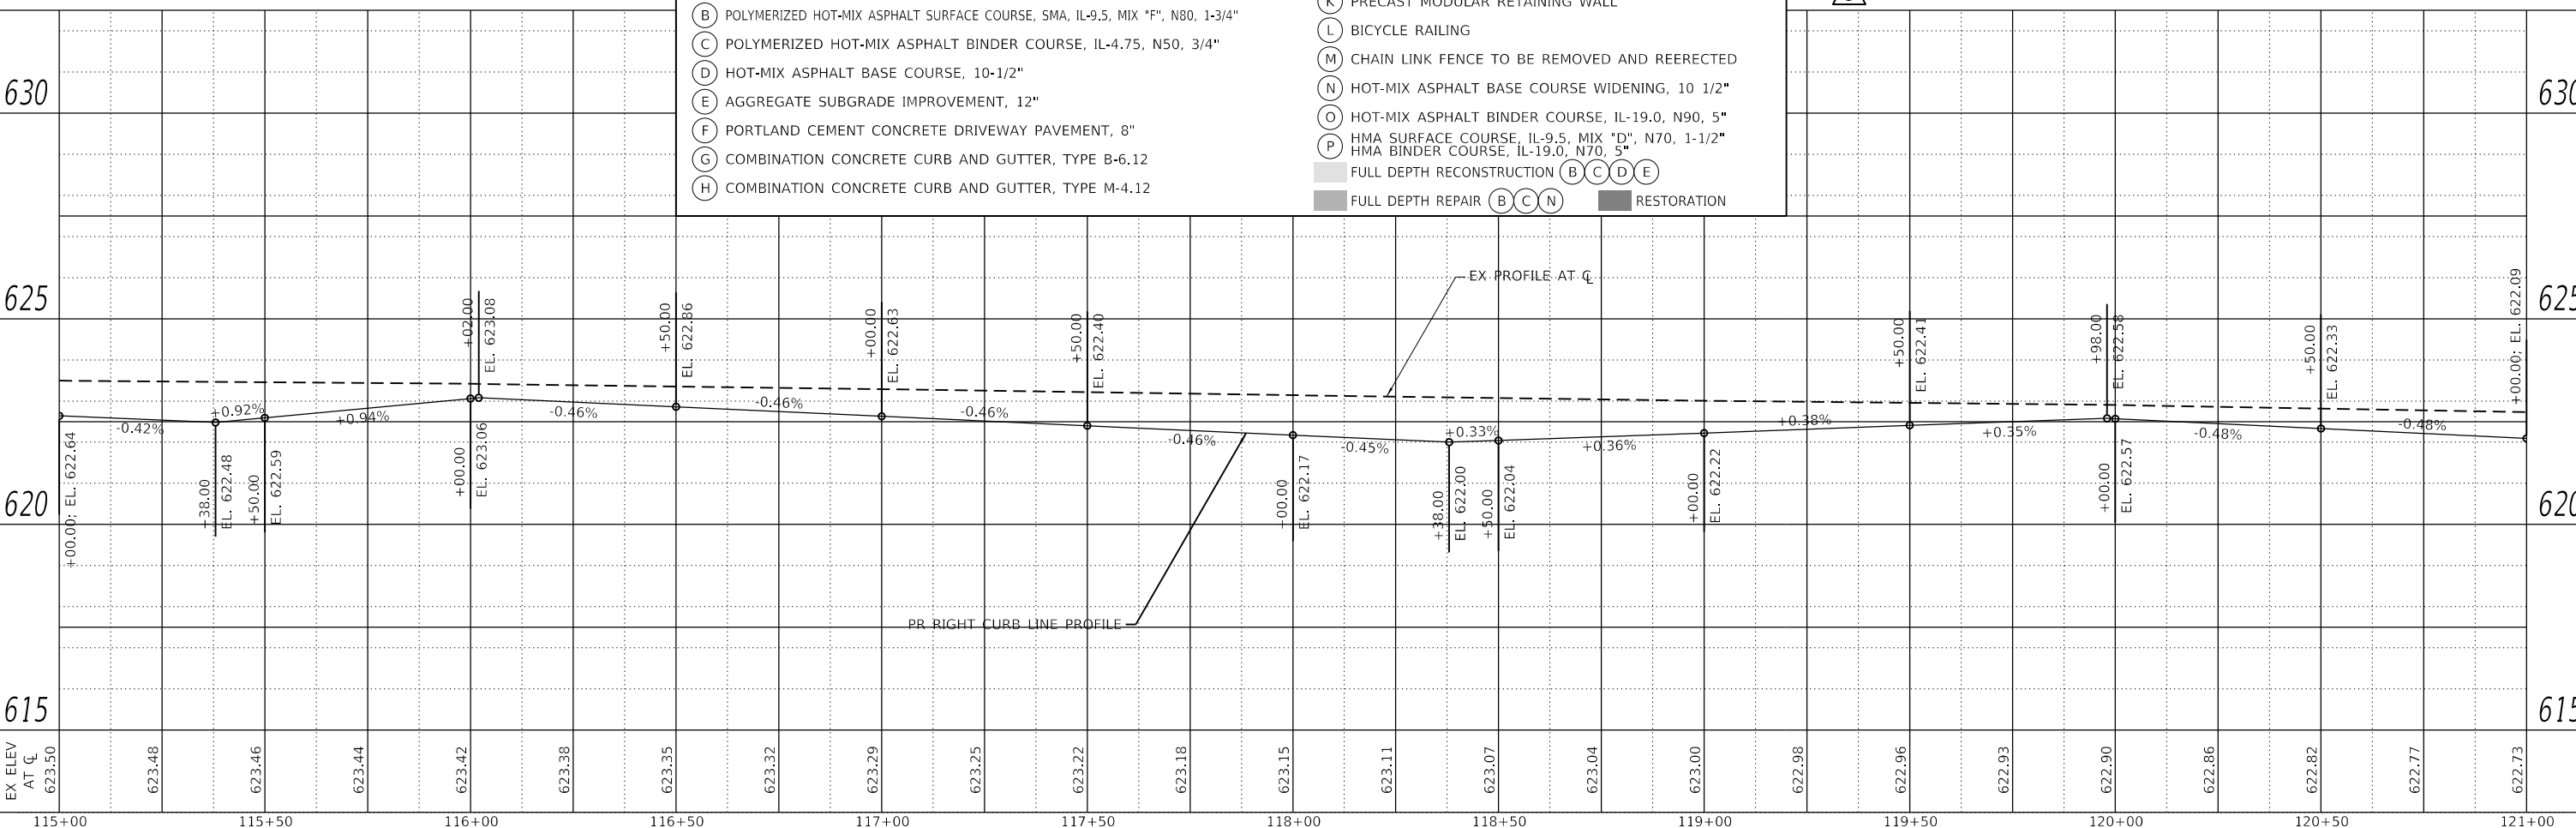 B POLYMERIZED HOT-MIX ASPHALT SURFACE COURSE, SMA, IL-9.5, MIX "F", N80, 1-3/4"
C POLYMERIZED HOT-MIX ASPHALT BINDER COURSE, IL-4.75, N50, 3/4"
D HOT-MIX ASPHALT BASE COURSE, 10-1/2"
E AGGREGATE SUBGRADE IMPROVEMENT, 12"
F PORTLAND CEMENT CONCRETE DRIVEWAY PAVEMENT, 8"
G COMBINATION CONCRETE CURB AND GUTTER, TYPE B-6.12
H COMBINATION CONCRETE CURB AND GUTTER, TYPE M-4.12
K PRECAST MODULAR RETAINING WALL
L BICYCLE RAILING
M CHAIN LINK FENCE TO BE REMOVED AND REERECTED
N HOT-MIX ASPHALT BASE COURSE WIDENING, 10 1/2"
O HOT-MIX ASPHALT BINDER COURSE, IL-19.0, N90, 5"
P HMA SURFACE COURSE, IL-9.5, MIX "D", N70, 1-1/2"
HMA BINDER COURSE, IL-19.0, N70, 5"
FULL DEPTH RECONSTRUCTION B C D E
FULL DEPTH REPAIR B C N
RESTORATION
630
630
625
625
620
620
615
615
EX PROFILE AT ℄
PR RIGHT CURB LINE PROFILE
+00.00; EL. 622.64
-0.42%
+38.00
EL. 622.48
+0.92%
+50.00
EL. 622.59
+0.94%
+00.00
EL. 623.06
+02.00
EL. 623.08
-0.46%
+50.00
EL. 622.86
-0.46%
+00.00
EL. 622.63
-0.46%
+50.00
EL. 622.40
-0.46%
+00.00
EL. 622.17
-0.45%
+38.00
EL. 622.00
+0.33%
+50.00
EL. 622.04
+0.36%
+00.00
EL. 622.22
+0.38%
+50.00
EL. 622.41
+0.35%
+98.00
EL. 622.58
+00.00
EL. 622.57
-0.48%
+50.00
EL. 622.33
-0.48%
+00.00; EL. 622.09
EX ELEV
AT ℄
623.50
623.48
623.46
623.44
623.42
623.38
623.35
623.32
623.29
623.25
623.22
623.18
623.15
623.11
623.07
623.04
623.00
622.98
622.96
622.93
622.90
622.86
622.82
622.77
622.73
115+00
115+50
116+00
116+50
117+00
117+50
118+00
118+50
119+00
119+50
120+00
120+50
121+00